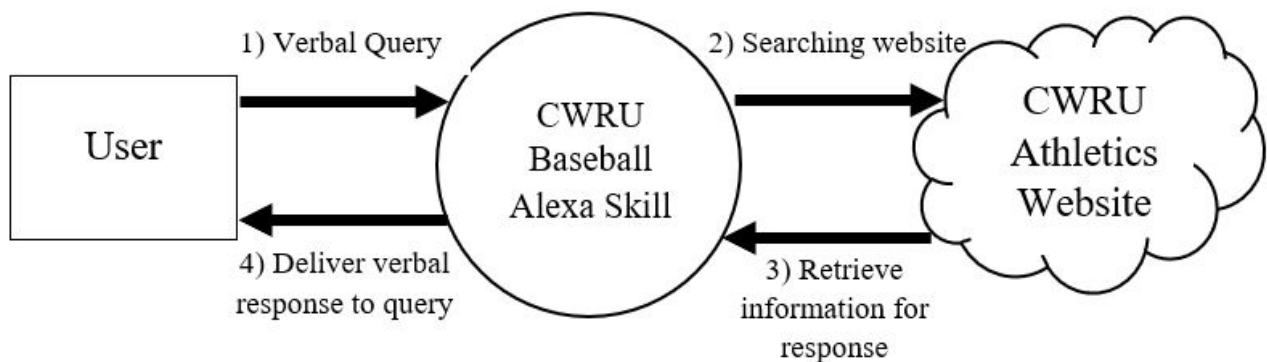 1) Verbal Query
2) Searching website
User
CWRU
Baseball
Alexa Skill
CWRU
Athletics
Website
4) Deliver verbal
response to query
3) Retrieve
information for
response